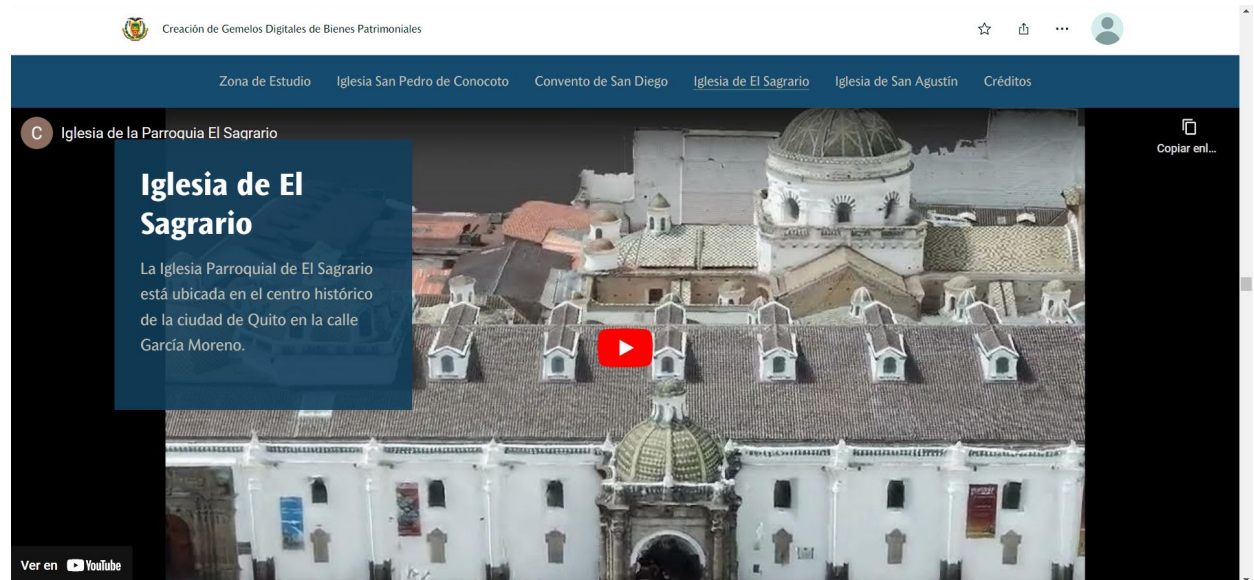 Creación de Gemelos Digitales de Bienes Patrimoniales
Zona de Estudio Iglesia San Pedro de Conocoto Convento de San Diego Iglesia de El Sagrario Iglesia de San Agustín Créditos
C Iglesia de la Parroquia El Sagrario
Copiar enl...
Iglesia de El
Sagrario
La Iglesia Parroquial de El Sagrario
está ubicada en el centro histórico
de la ciudad de Quito en la calle
García Moreno.
Ver en YouTube